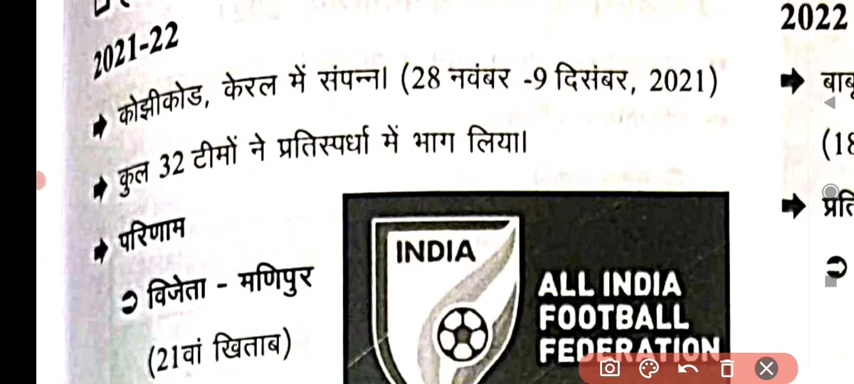 2021-22
कोझीकोड, केरल में संपन्न। (28 नवंबर -9 दिसंबर, 2021)
कुल 32 टीमों ने प्रतिस्पर्धा में भाग लिया।
परिणाम
विजेता - मणिपुर
(21वां खिताब)
INDIA
ALL INDIA
FOOTBALL
FEDERATION
2022
(18